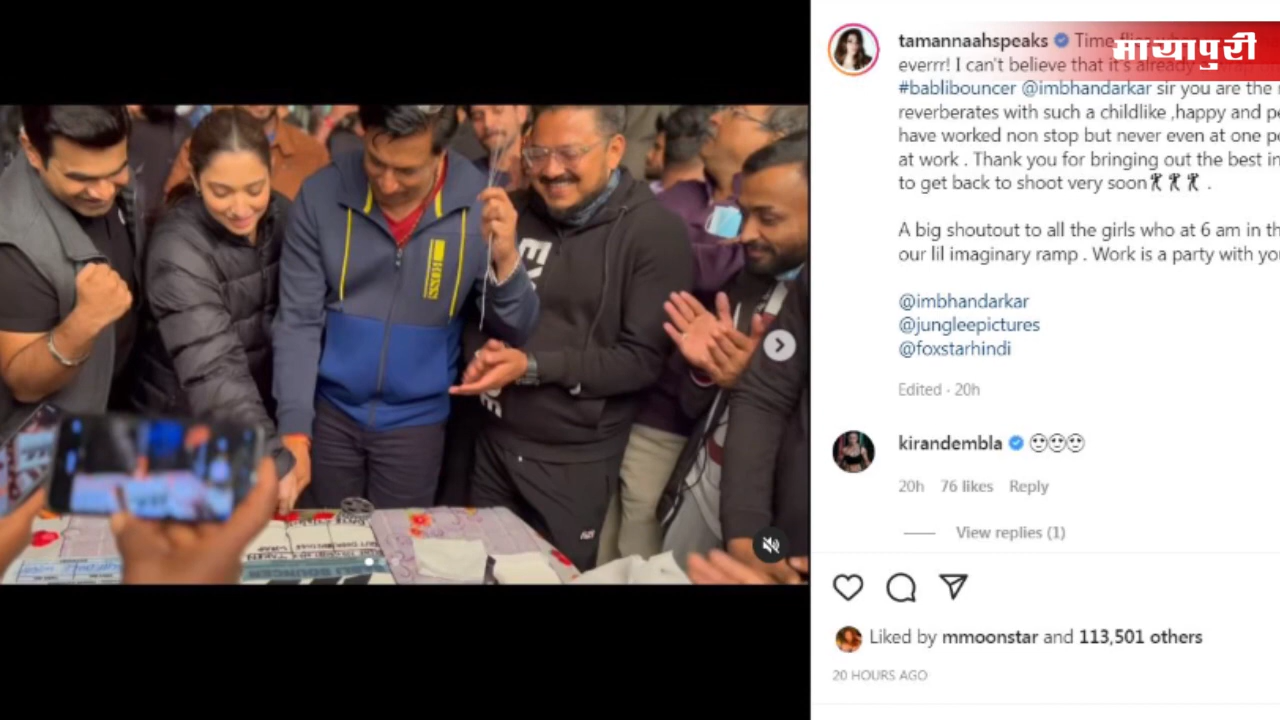 मायापुरी
tamannaahspeaks Time
everrr! I can't believe that it's already
#bablibouncer @imbhandarkar sir you are the
reverberates with such a childlike ,happy and
have worked non stop but never even at one
at work . Thank you for bringing out the best in
to get back to shoot very soon🕺🕺🕺 .
A big shoutout to all the girls who at 6 am in
our lil imaginary ramp . Work is a party with
@imbhandarkar
@jungleepictures
@foxstarhindi
Edited · 20h
kirandembla 😍😍😍
20h 76 likes Reply
View replies (1)
Liked by mmoonstar and 113,501 others
20 HOURS AGO